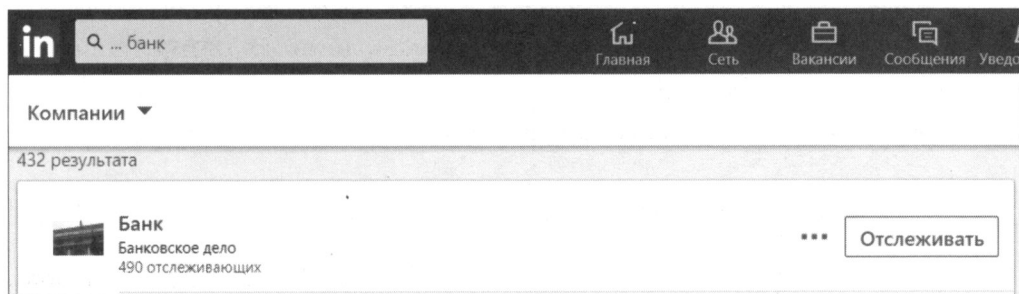 in
... банк
Главная
Сеть
Вакансии
Сообщения
Компании
432 результата
Банк
Банковское дело
490 отслеживающих
...
Отслеживать